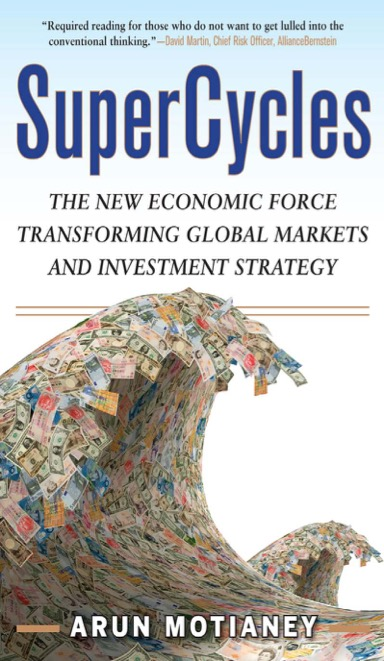 “Required reading for those who do not want to get lulled into the
conventional thinking.”—David Martin, Chief Risk Officer, AllianceBernstein
SuperCycles
THE NEW ECONOMIC FORCE
TRANSFORMING GLOBAL MARKETS
AND INVESTMENT STRATEGY
ARUN MOTIANEY